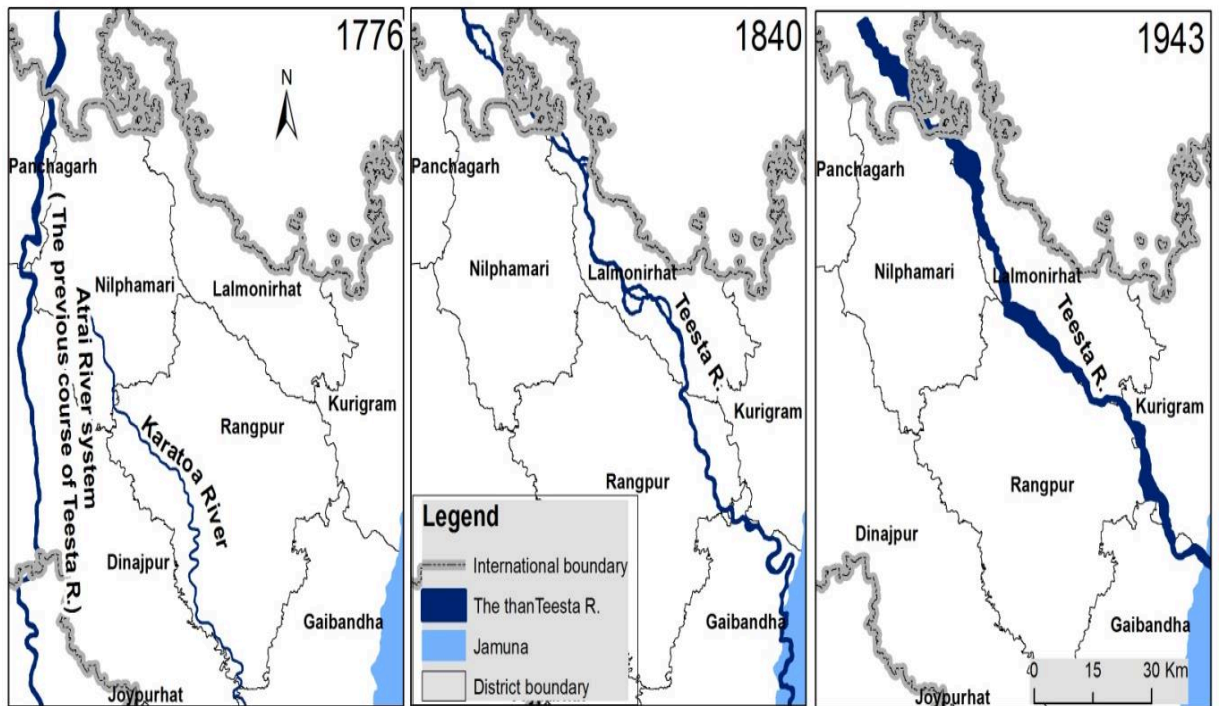 1776
N
Panchagarh
( The previous course of Teesta R.)
Atrai River system
Nilphamari
Lalmonirhat
Kurigram
Rangpur
Karatoa River
Dinajpur
Gaibandha
Joypurhat
1840
Panchagarh
Nilphamari
Lalmonirhat
Teesta R.
Kurigram
Rangpur
Gaibandha
Legend
International boundary
The thanTeesta R.
Jamuna
District boundary
1943
Panchagarh
Nilphamari
Lalmonirhat
Teesta R.
Kurigram
Rangpur
Dinajpur
Gaibandha
Joypurhat
0 15 30 Km